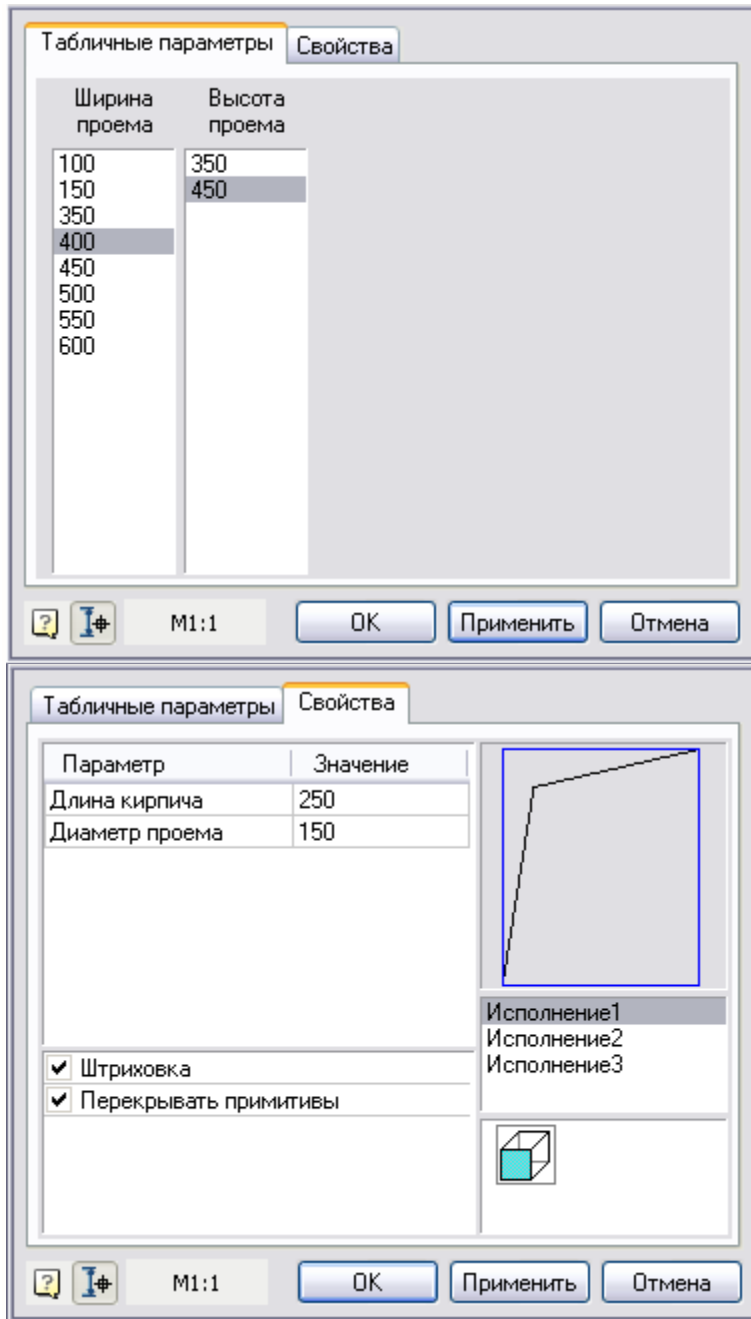 Табличные параметры Свойства
Ширина проема Высота проема
100 350
150 450
350
400
450
500
550
600
М1:1 OK Применить Отмена
Табличные параметры Свойства
Параметр Значение
Длина кирпича 250
Диаметр проема 150
Исполнение1
Исполнение2
Исполнение3
Штриховка
Перекрывать примитивы
М1:1 OK Применить Отмена